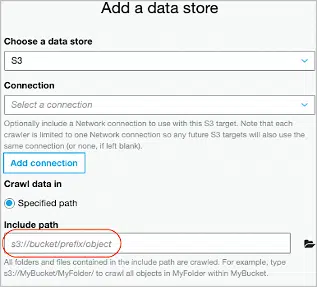 Add a data store
Choose a data store
S3
Connection
Select a connection
Optionally include a Network connection to use with this S3 target. Note that each
crawler is limited to one Network connection so any future S3 targets will also use the
same connection (or none, if left blank).
Add connection
Crawl data in
Specified path
Include path
s3://bucket/prefix/object
All folders and files contained in the include path are crawled. For example, type
s3://MyBucket/MyFolder/ to crawl all objects in MyFolder within MyBucket.